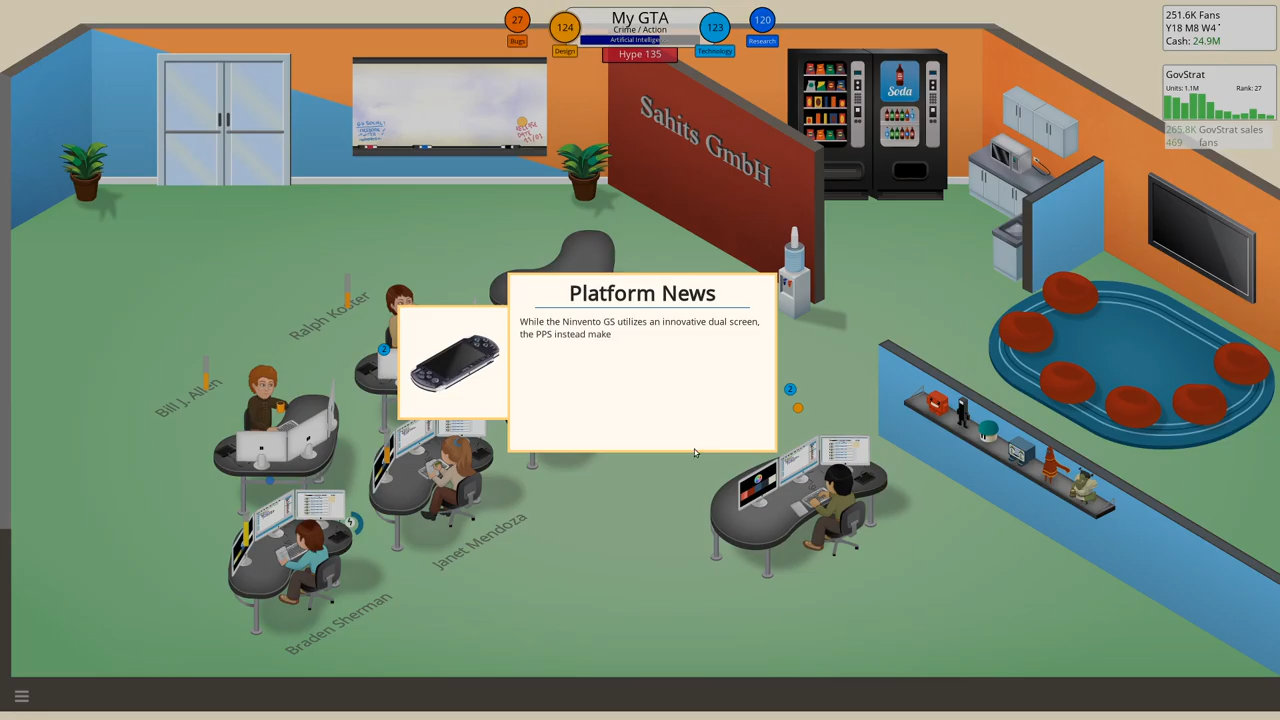 27
Bugs
124
Design
My GTA
Crime / Action
Artificial Intelligence
Hype 135
123
Technology
120
Research
251.6K Fans
Y18 M8 W4
Cash: 24.9M
GovStrat
Units: 1.1M Rank: 27
265.8K GovStrat sales
469 fans
Sahits GmbH
Soda
Platform News
While the Ninvento GS utilizes an innovative dual screen,
the PPS instead make
Ralph Koster
Bill J. Allen
2
2
Janet Mendoza
Braden Sherman